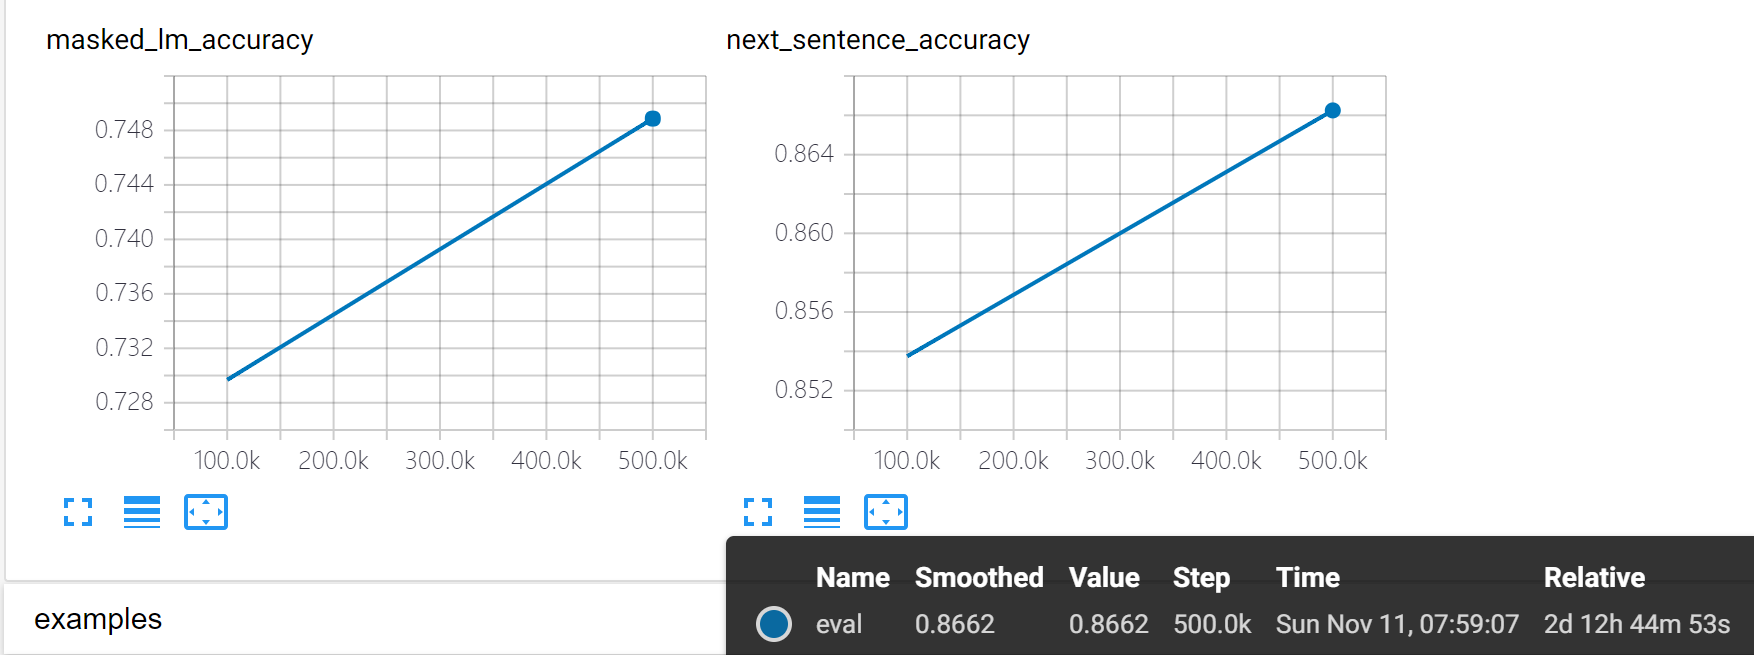 masked_lm_accuracy
0.748
0.744
0.740
0.736
0.732
0.728
100.0k 200.0k 300.0k 400.0k 500.0k
next_sentence_accuracy
0.864
0.860
0.856
0.852
100.0k 200.0k 300.0k 400.0k 500.0k
Name Smoothed Value Step Time Relative
eval 0.8662 0.8662 500.0k Sun Nov 11, 07:59:07 2d 12h 44m 53s
examples